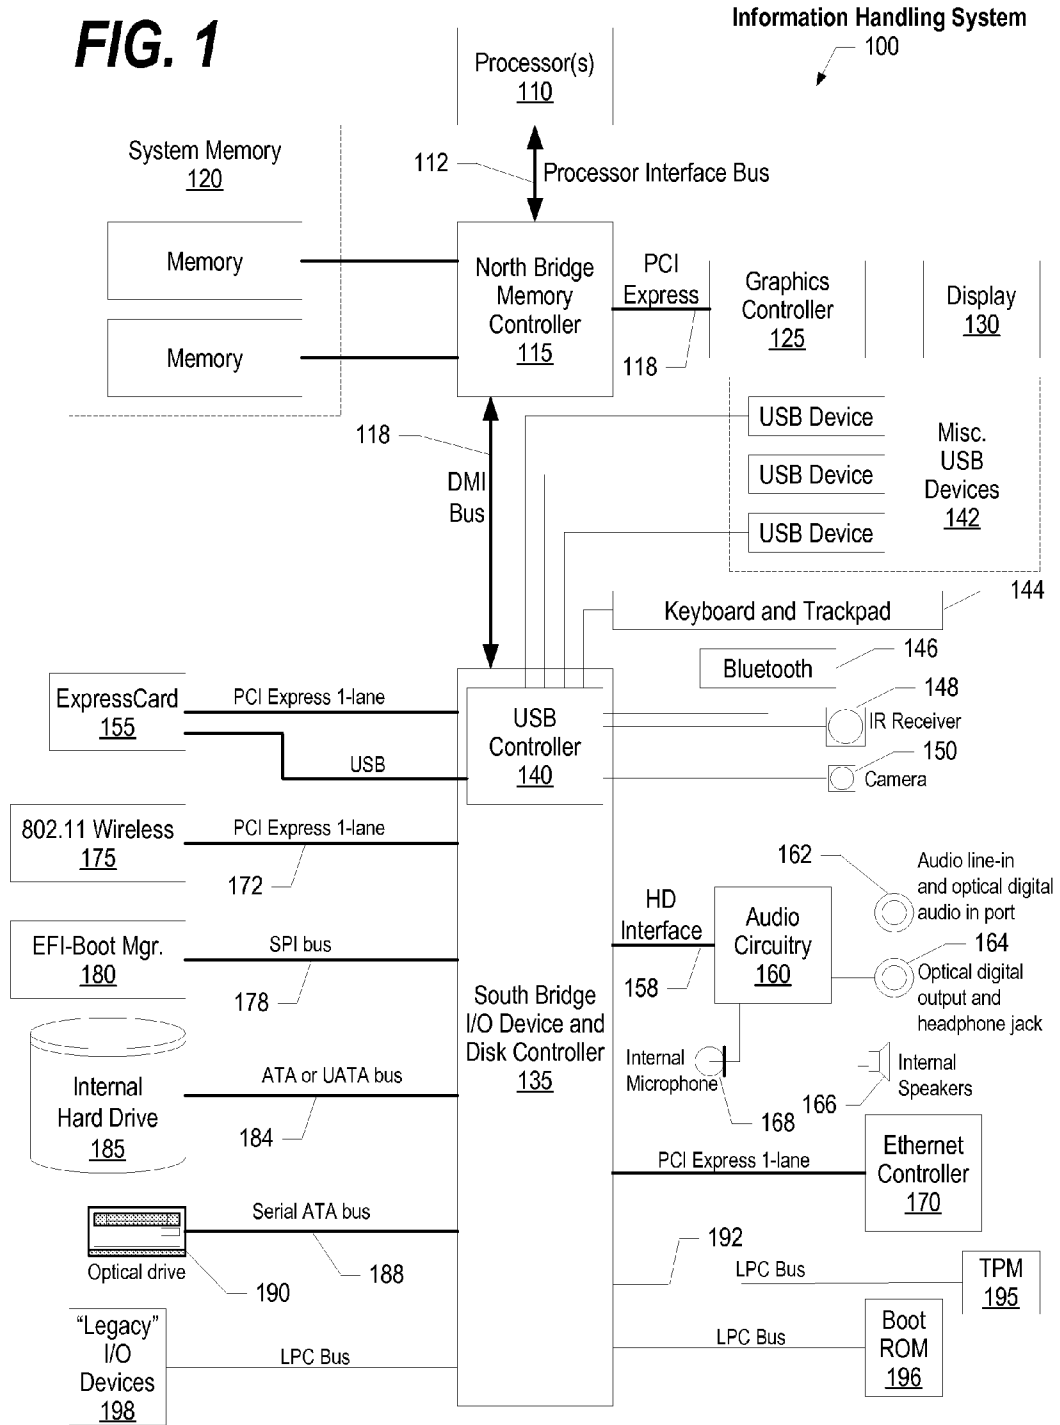 FIG. 1
Information Handling System
100
Processor(s)
110
System Memory
120
112
Processor Interface Bus
Memory
Memory
North Bridge
Memory
Controller
115
PCI
Express
118
Graphics
Controller
125
Display
130
118
DMI
Bus
USB Device
USB Device
USB Device
Misc.
USB
Devices
142
144
Keyboard and Trackpad
Bluetooth
146
148
IR Receiver
150
Camera
ExpressCard
155
PCI Express 1-lane
USB
USB
Controller
140
802.11 Wireless
175
PCI Express 1-lane
172
EFI-Boot Mgr.
180
SPI bus
178
HD
Interface
158
Audio
Circuitry
160
162
Audio line-in
and optical digital
audio in port
164
Optical digital
output and
headphone jack
South Bridge
I/O Device and
Disk Controller
135
Internal
Microphone
168
166
Internal
Speakers
Internal
Hard Drive
185
ATA or UATA bus
184
PCI Express 1-lane
Ethernet
Controller
170
Serial ATA bus
188
Optical drive
190
192
LPC Bus
TPM
195
"Legacy"
I/O
Devices
198
LPC Bus
LPC Bus
Boot
ROM
196